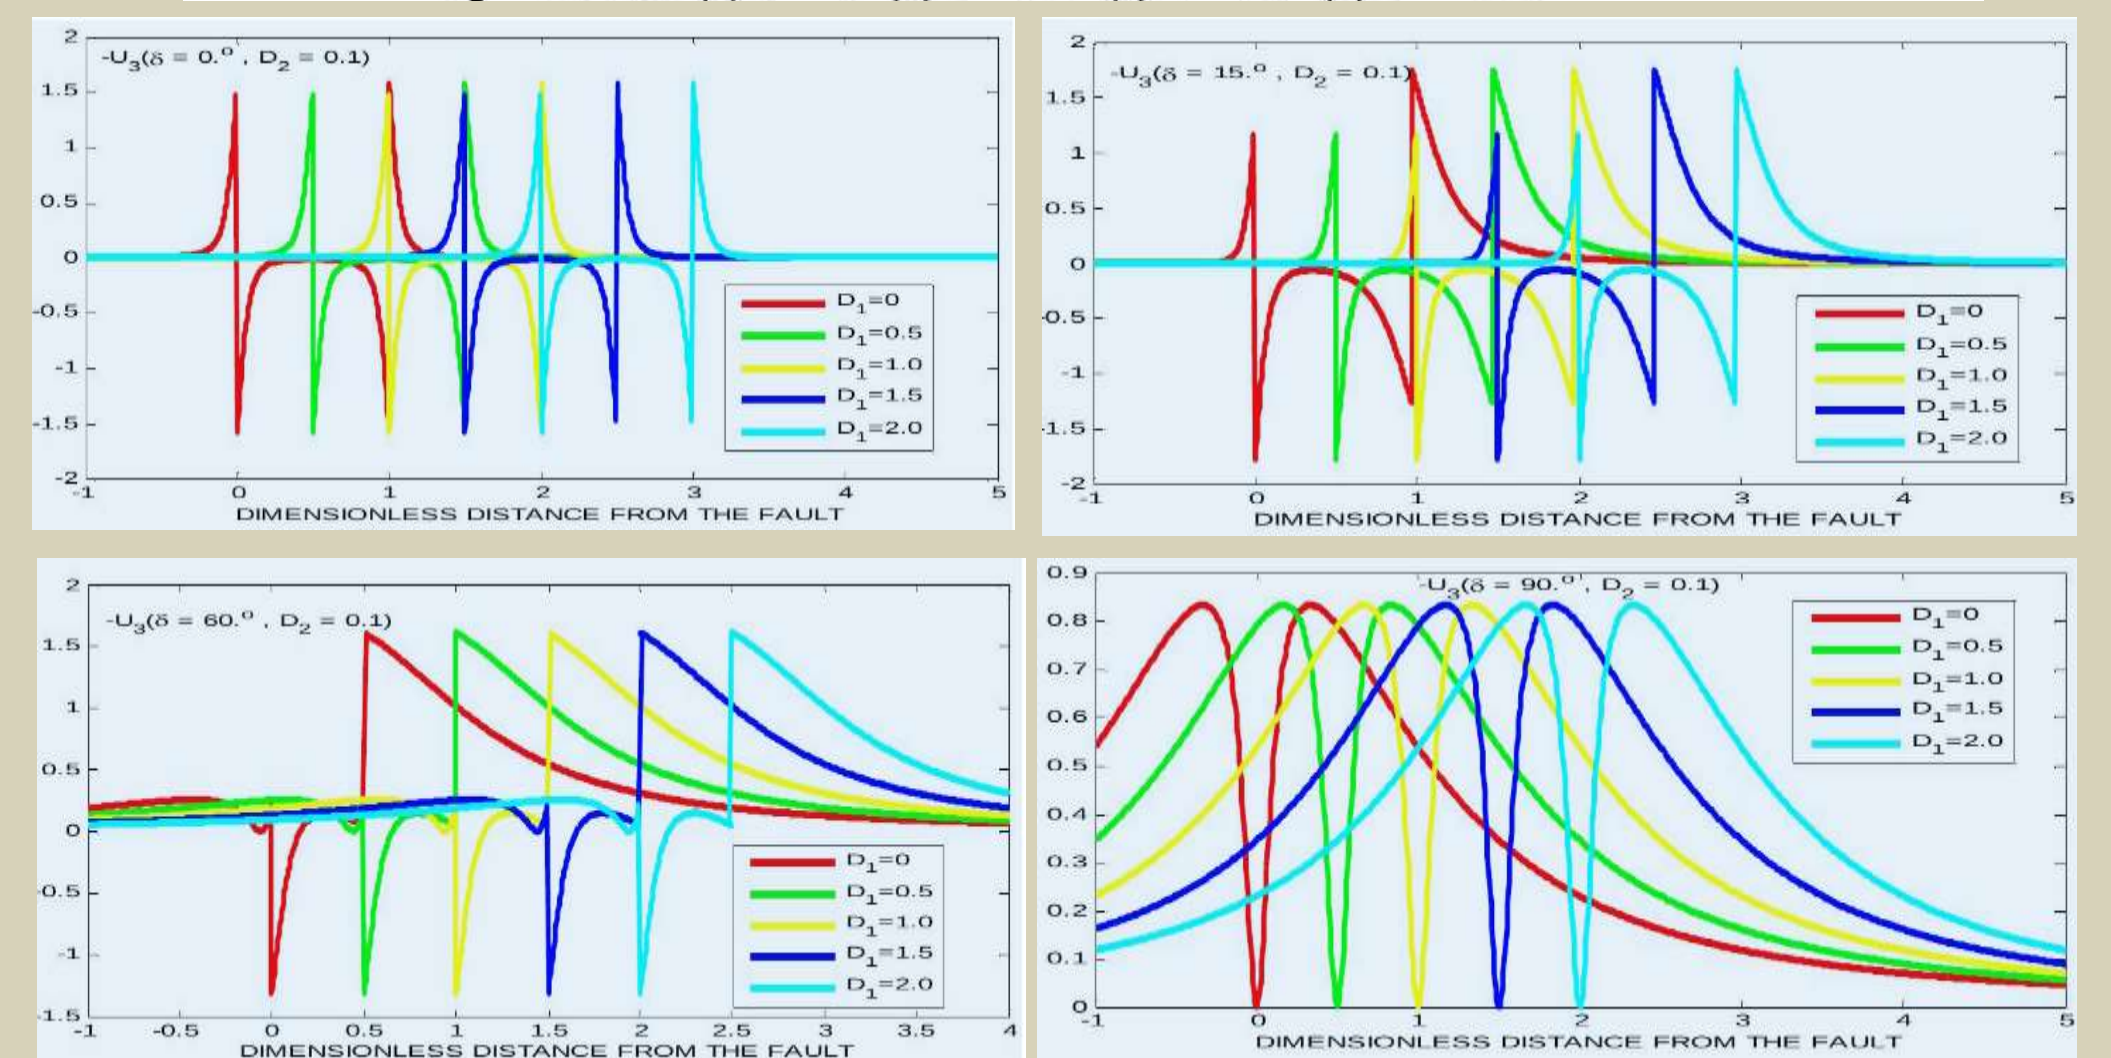 -U3(δ = 0.⁰ , D2 = 0.1)
2
1.5
1
0.5
0
-0.5
-1
-1.5
-2
-1 0 1 2 3 4 5
D1=0
D1=0.5
D1=1.0
D1=1.5
D1=2.0
DIMENSIONLESS DISTANCE FROM THE FAULT
-U3(δ = 15.⁰ , D2 = 0.1)
2
1.5
1
0.5
0
-0.5
-1
-1.5
-2
-1 0 1 2 3 4 5
D1=0
D1=0.5
D1=1.0
D1=1.5
D1=2.0
DIMENSIONLESS DISTANCE FROM THE FAULT
-U3(δ = 60.⁰ , D2 = 0.1)
2
1.5
1
0.5
0
-0.5
-1
-1.5
-1 -0.5 0 0.5 1 1.5 2 2.5 3 3.5 4
D1=0
D1=0.5
D1=1.0
D1=1.5
D1=2.0
DIMENSIONLESS DISTANCE FROM THE FAULT
-U3(δ = 90.⁰ , D2 = 0.1)
0.9
0.8
0.7
0.6
0.5
0.4
0.3
0.2
0.1
0
-1 0 1 2 3 4 5
D1=0
D1=0.5
D1=1.0
D1=1.5
D1=2.0
DIMENSIONLESS DISTANCE FROM THE FAULT